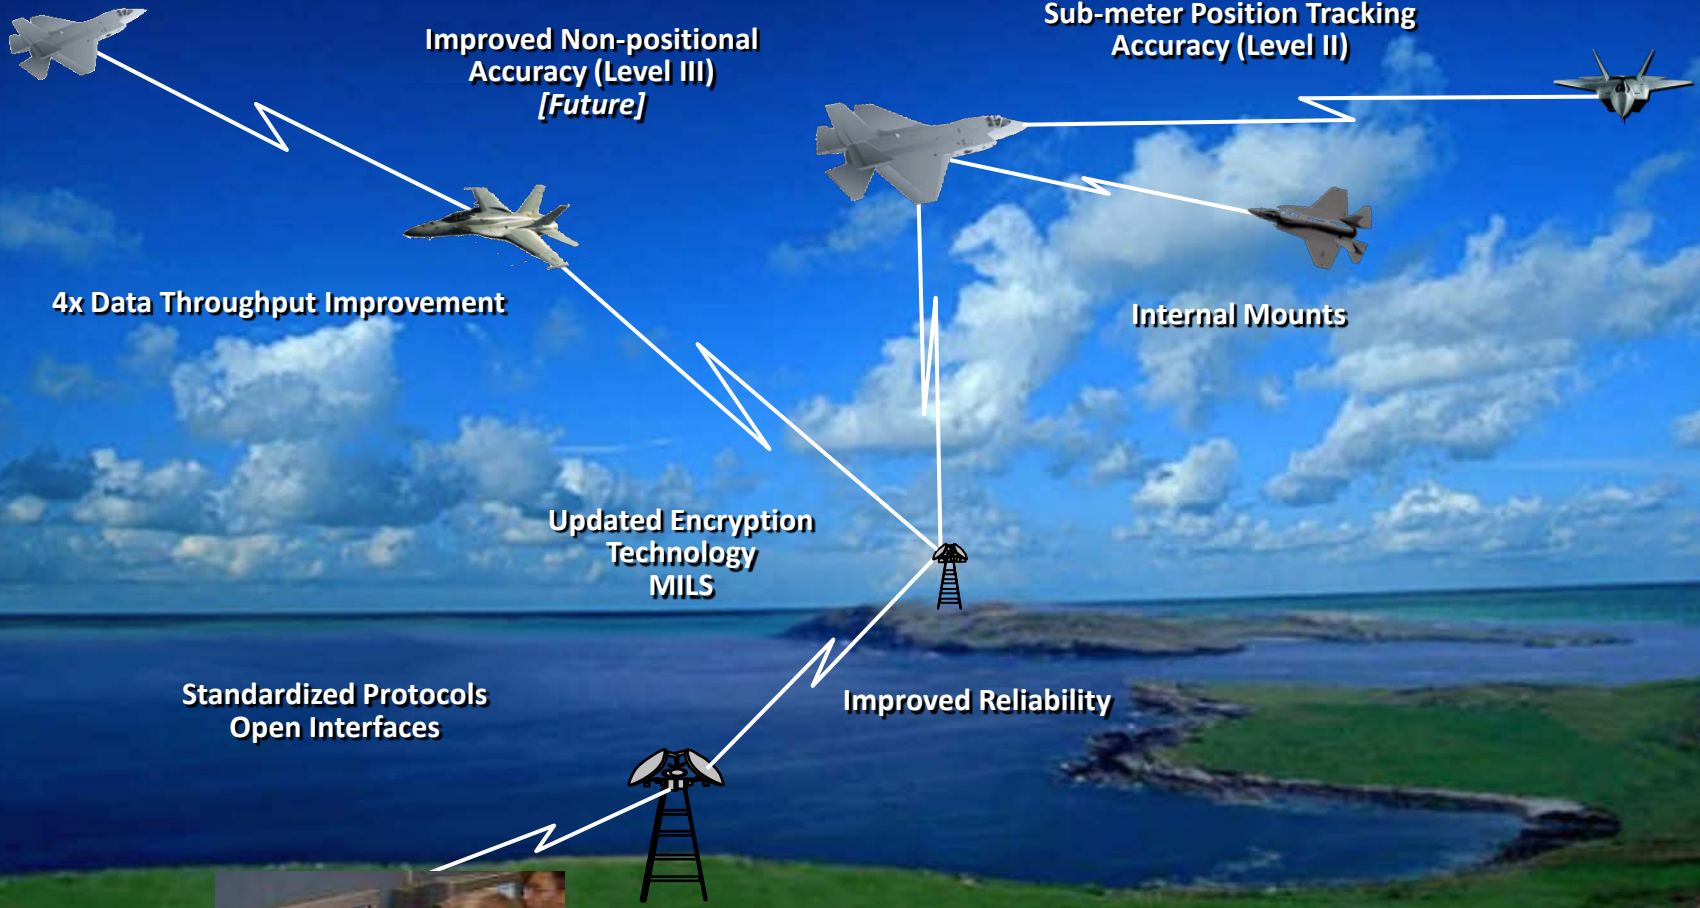 Improved Non-positional
Accuracy (Level III)
[Future]
Sub-meter Position Tracking
Accuracy (Level II)
4x Data Throughput Improvement
Internal Mounts
Updated Encryption
Technology
MILS
Standardized Protocols
Open Interfaces
Improved Reliability